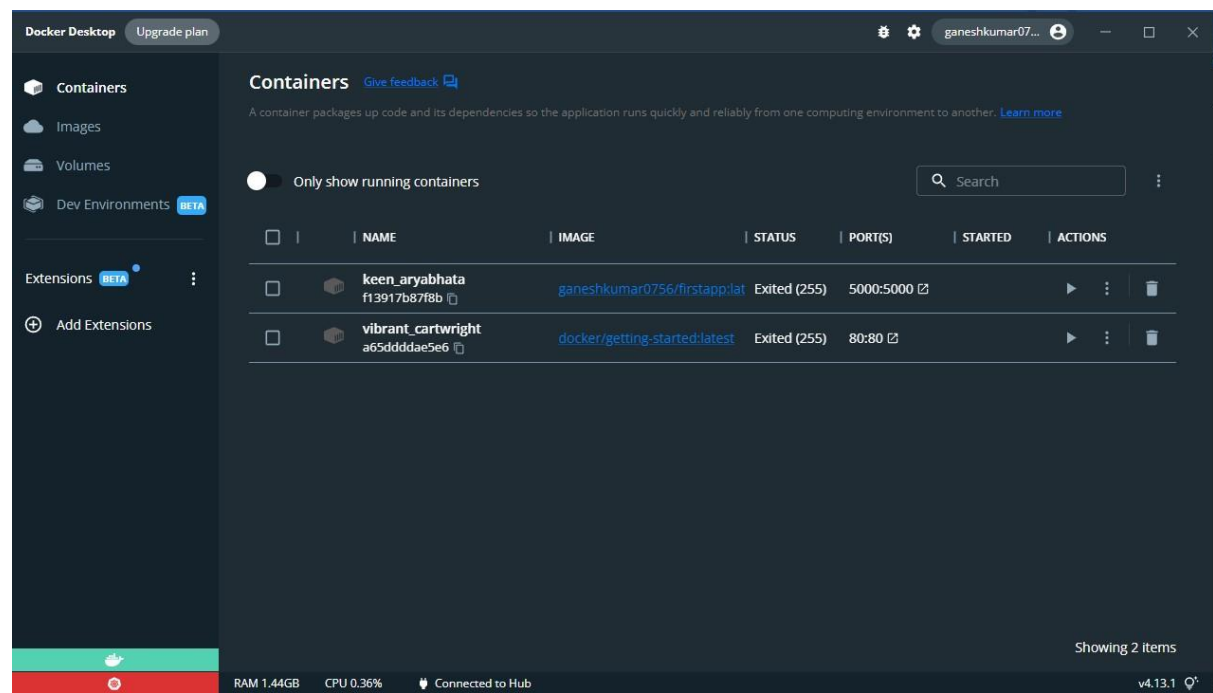 Docker Desktop Upgrade plan ganeshkumar07...
Containers
Images
Volumes
Dev Environments BETA
Extensions BETA
Add Extensions
Containers Give feedback
A container packages up code and its dependencies so the application runs quickly and reliably from one computing environment to another. Learn more
Only show running containers Search
NAME IMAGE STATUS PORT(S) STARTED ACTIONS
keen_aryabhata
f13917b87f8b ganeshkumar0756/firstapp:lat Exited (255) 5000:5000
vibrant_cartwright
a65ddddae5e6 docker/getting-started:latest Exited (255) 80:80
Showing 2 items
RAM 1.44GB CPU 0.36% Connected to Hub v4.13.1